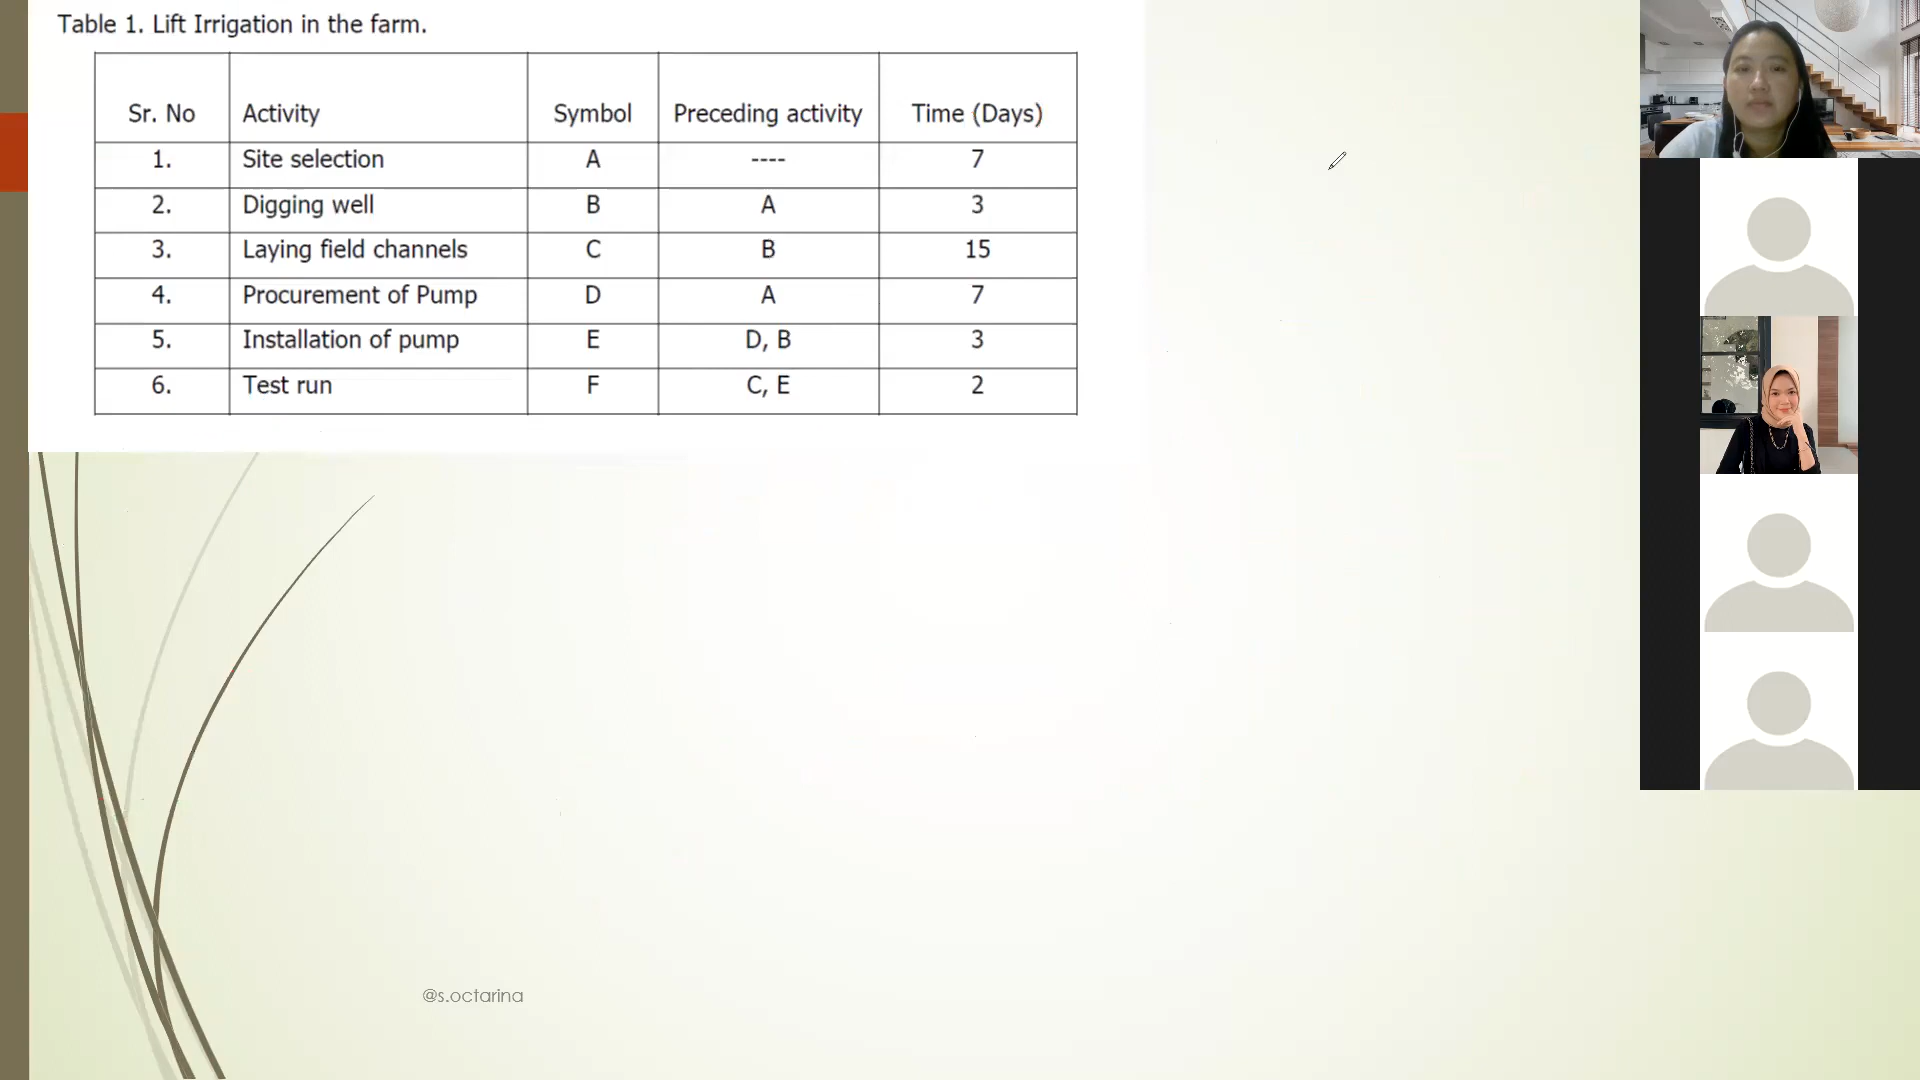 Table 1. Lift Irrigation in the farm.
Sr. No Activity Symbol Preceding activity Time (Days)
1. Site selection A ---- 7
2. Digging well B A 3
3. Laying field channels C B 15
4. Procurement of Pump D A 7
5. Installation of pump E D, B 3
6. Test run F C, E 2
@s.octarina